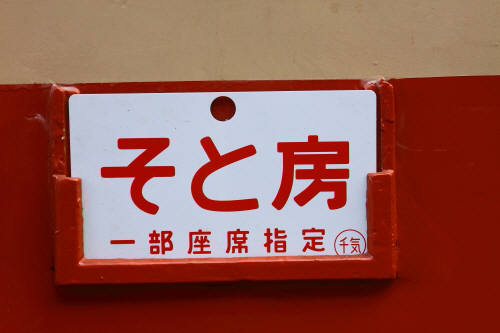 そと房
一部座席指定 千気